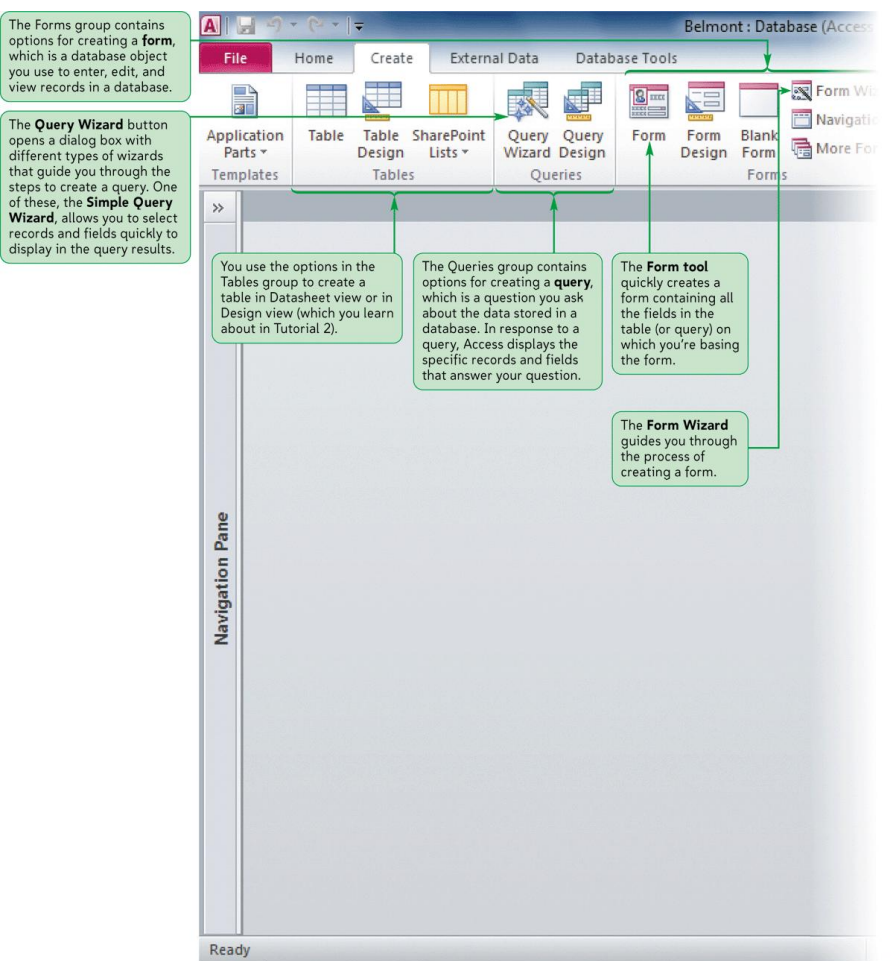 The Forms group contains
options for creating a form,
which is a database object
you use to enter, edit, and
view records in a database.
The Query Wizard button
opens a dialog box with
different types of wizards
that guide you through the
steps to create a query. One
of these, the Simple Query
Wizard, allows you to select
records and fields quickly to
display in the query results.
A
Belmont : Database (Access
File Home Create External Data Database Tools
Application
Parts
Table
Table
Design
SharePoint
Lists
Query
Wizard
Query
Design
Form
Form
Design
Blank
Form
Form Wiz
Navigatio
More For
Templates Tables Queries Forms
»
You use the options in the
Tables group to create a
table in Datasheet view or in
Design view (which you learn
about in Tutorial 2).
The Queries group contains
options for creating a query,
which is a question you ask
about the data stored in a
database. In response to a
query, Access displays the
specific records and fields
that answer your question.
The Form tool
quickly creates a
form containing all
the fields in the
table (or query) on
which you're basing
the form.
The Form Wizard
guides you through
the process of
creating a form.
Navigation Pane
Ready